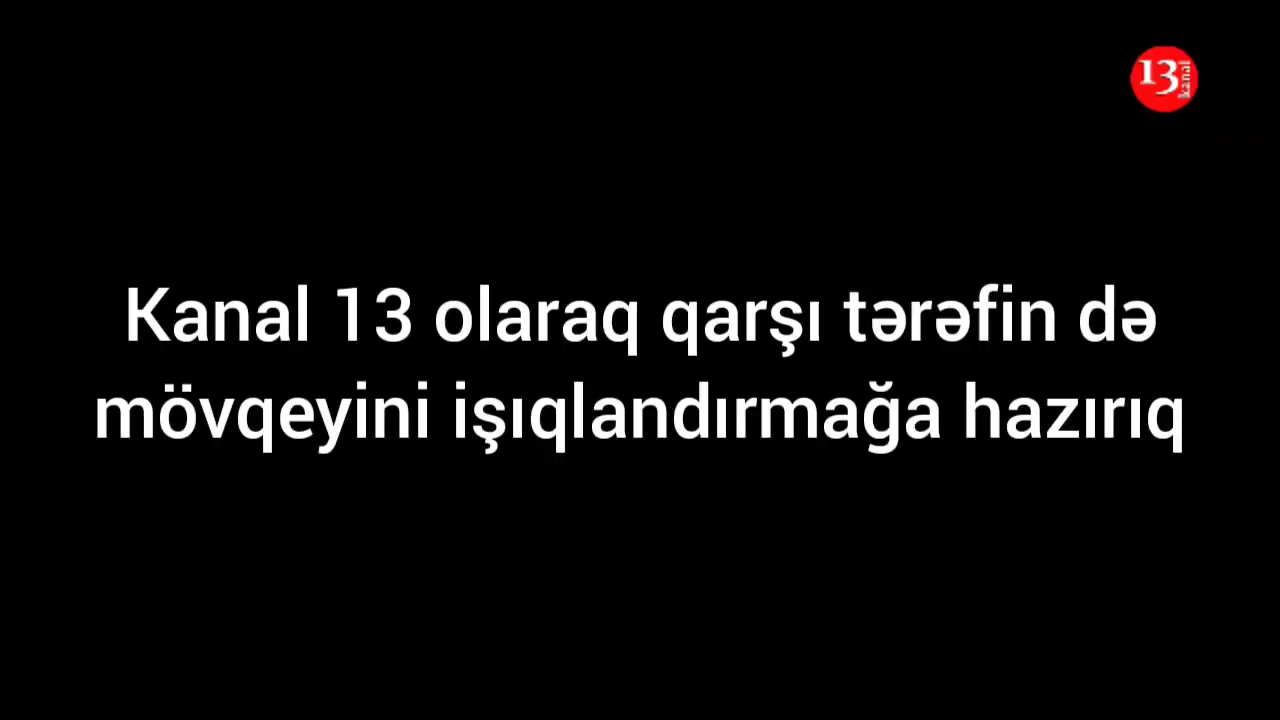 13
kanal
Kanal 13 olaraq qarşı tərəfin də
mövqeyini işıqlandırmağa hazırıq